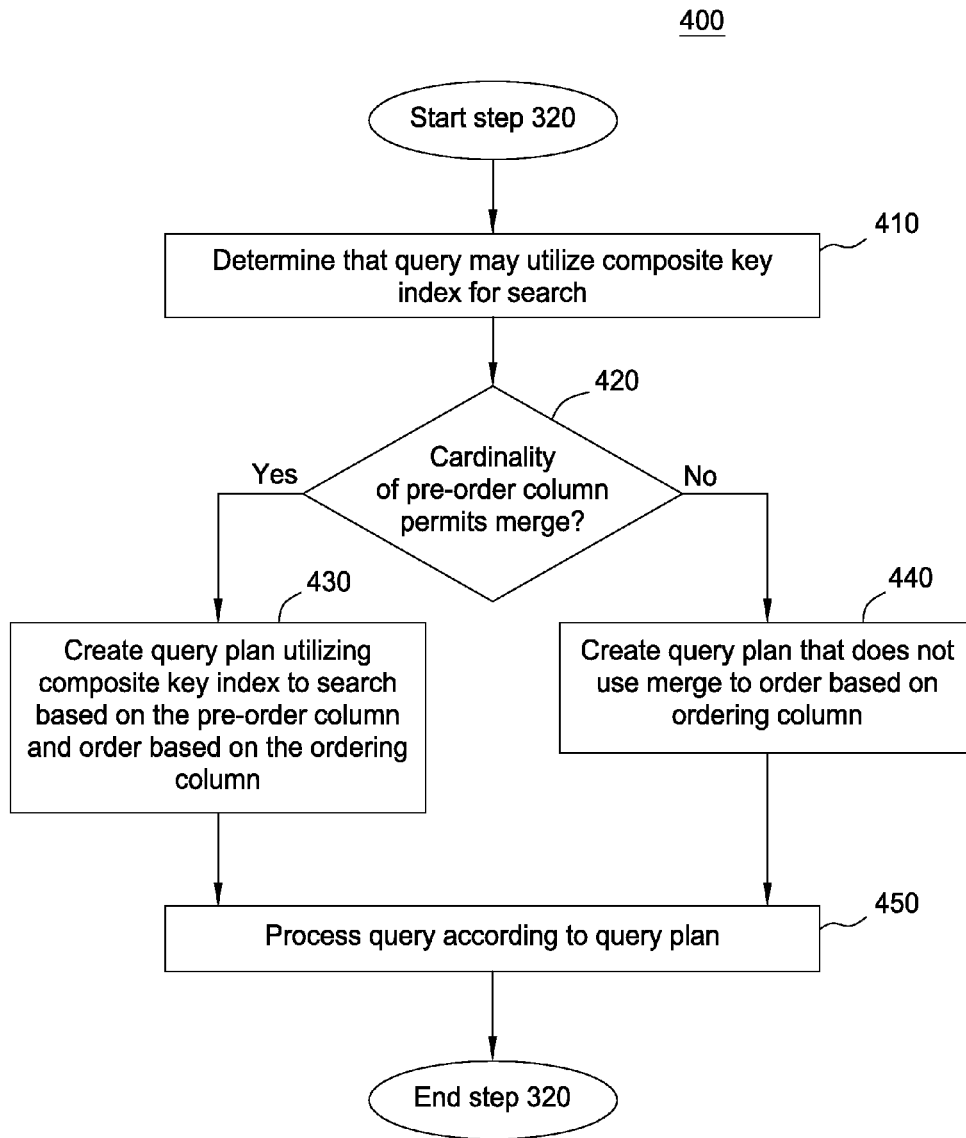 400
Start step 320
410
Determine that query may utilize composite key
index for search
420
Cardinality
of pre-order column
permits merge?
Yes
No
430
Create query plan utilizing
composite key index to search
based on the pre-order column
and order based on the ordering
column
440
Create query plan that does not
use merge to order based on
ordering column
450
Process query according to query plan
End step 320